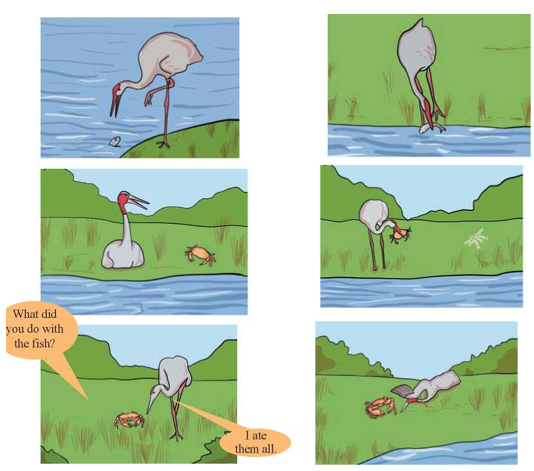 What did
you do with
the fish?
I ate
them all.